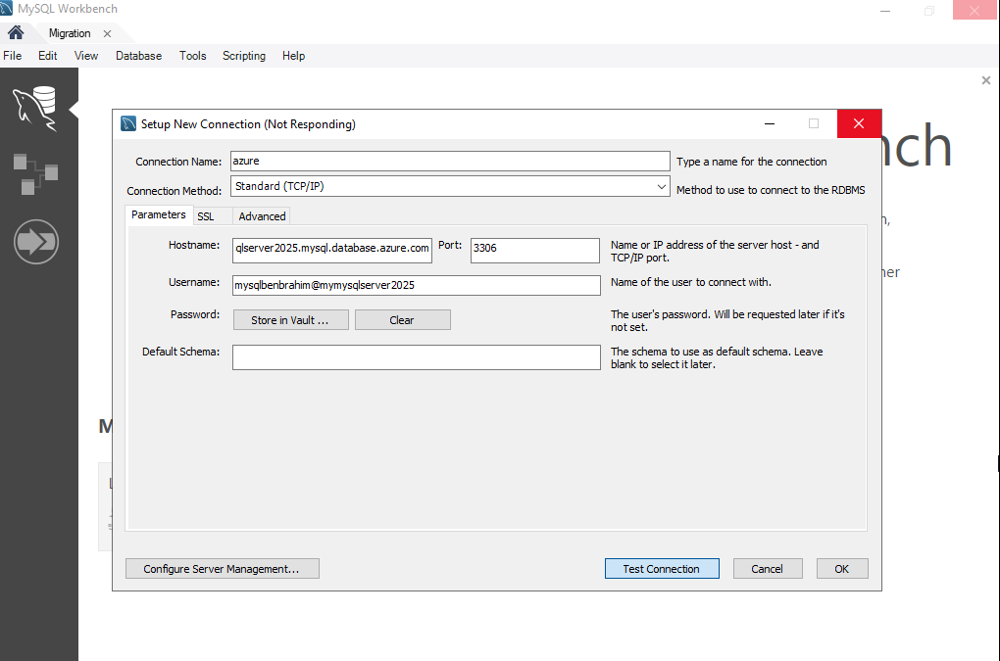 MySQL Workbench
Migration
File Edit View Database Tools Scripting Help
Setup New Connection (Not Responding)
nch
Connection Name: azure Type a name for the connection
Connection Method: Standard (TCP/IP) Method to use to connect to the RDBMS
Parameters SSL Advanced
Hostname: qlserver2025.mysql.database.azure.com Port: 3306 Name or IP address of the server host - and
TCP/IP port.
Username: mysqlbenbrahim@mymysqlserver2025 Name of the user to connect with.
Password: Store in Vault ... Clear The user's password. Will be requested later if it's
not set.
Default Schema: The schema to use as default schema. Leave
blank to select it later.
M
Configure Server Management... Test Connection Cancel OK